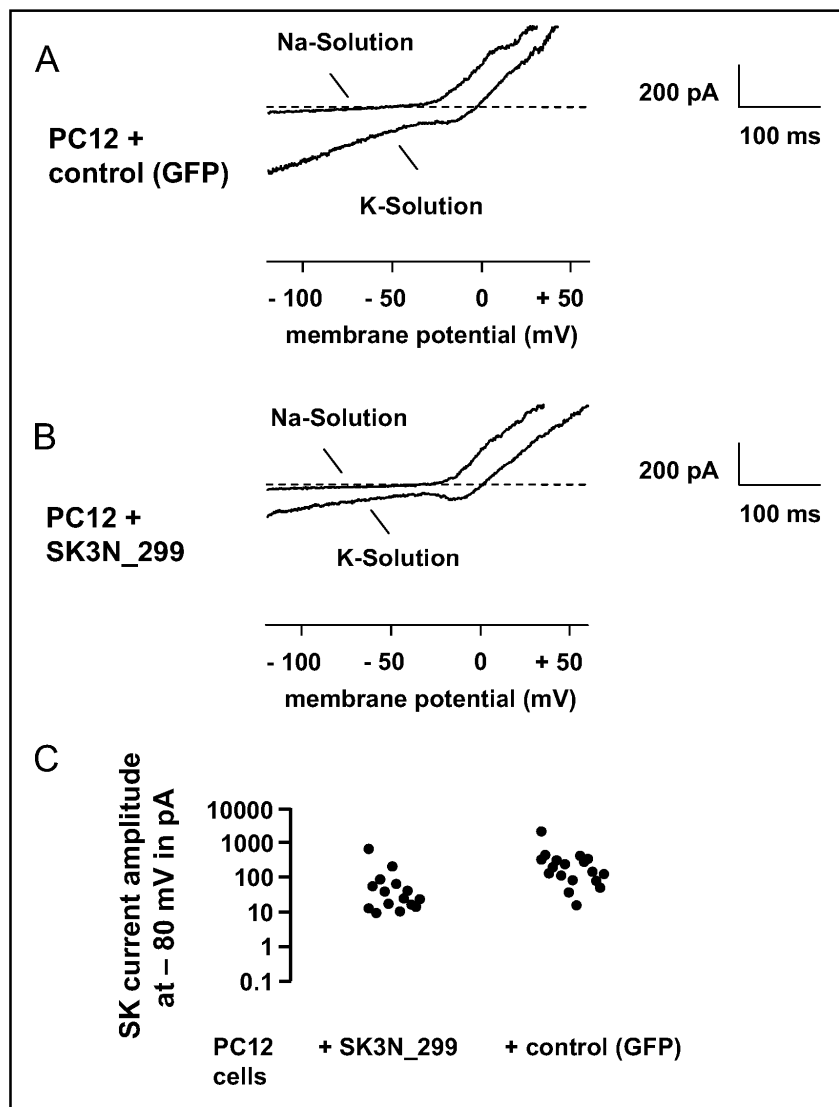 A
Na-Solution
200 pA
100 ms
PC12 +
control (GFP)
K-Solution
- 100 - 50 0 + 50
membrane potential (mV)
B
Na-Solution
200 pA
100 ms
PC12 +
SK3N_299
K-Solution
- 100 - 50 0 + 50
membrane potential (mV)
C
SK current amplitude
at – 80 mV in pA
10000
1000
100
10
1
0.1
PC12
cells
+ SK3N_299
+ control (GFP)